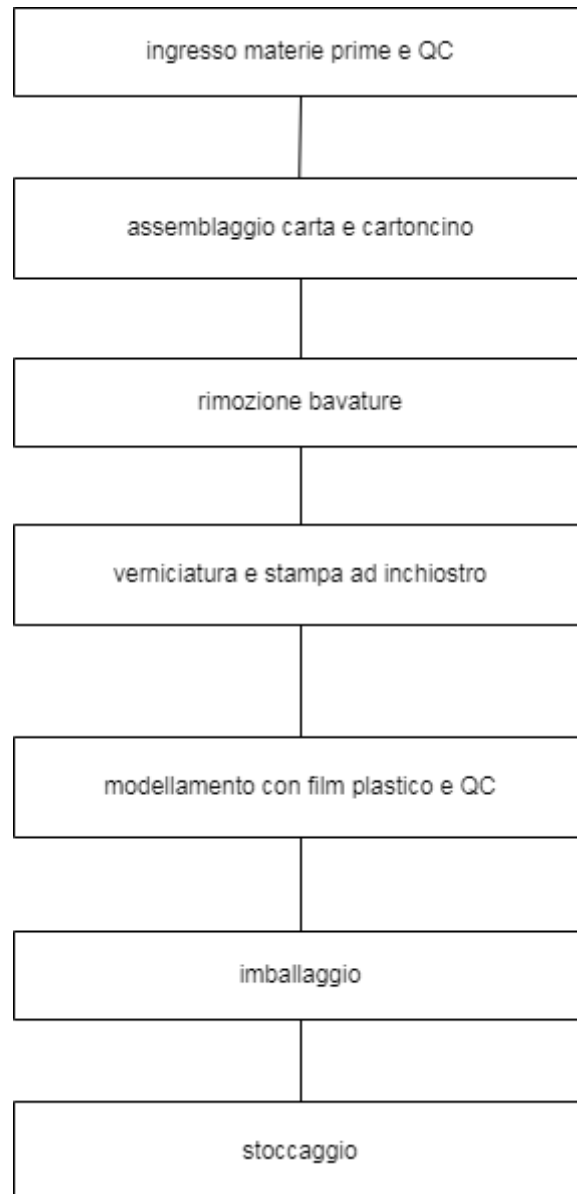 ingresso materie prime e QC
assemblaggio carta e cartoncino
rimozione bavature
verniciatura e stampa ad inchiostro
modellamento con film plastico e QC
imballaggio
stoccaggio